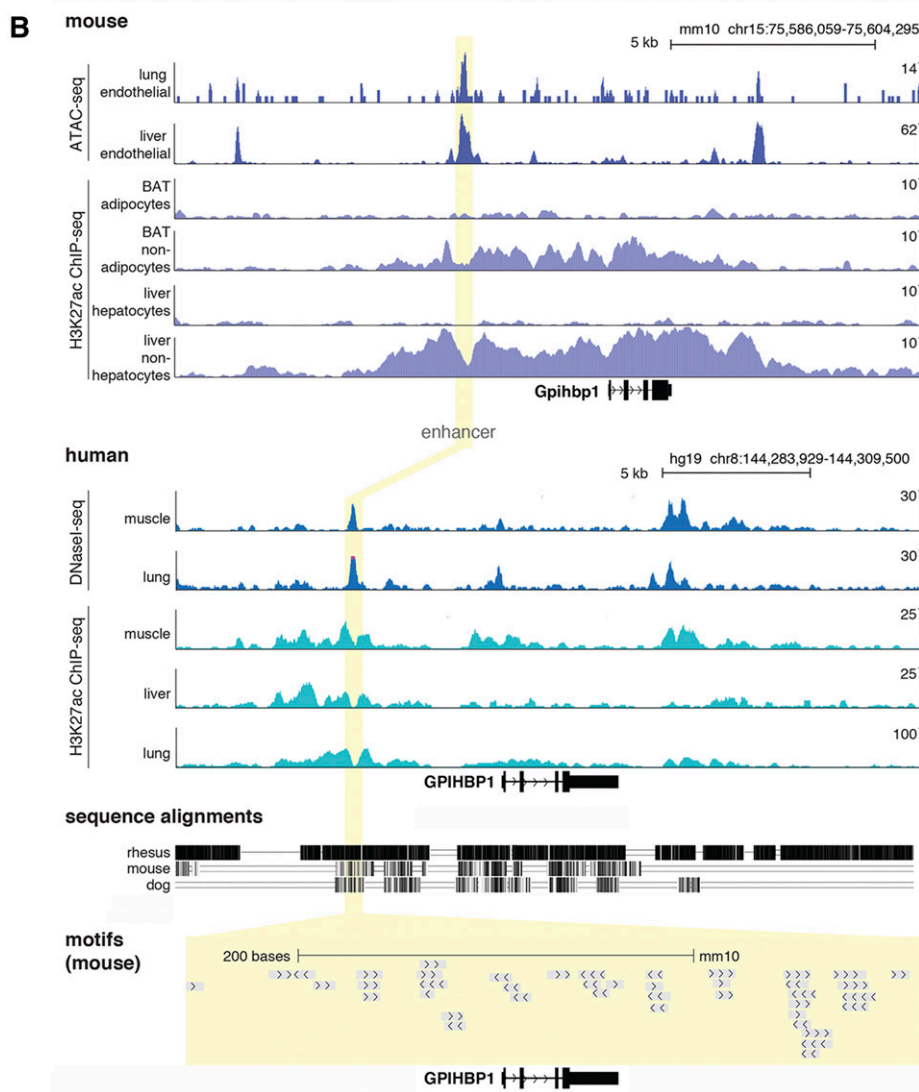 B
mouse
mm10 chr15:75,586,059-75,604,295
5 kb
ATAC-seq
lung
endothelial
14
liver
endothelial
62
H3K27ac ChIP-seq
BAT
adipocytes
10
BAT
non-
adipocytes
10
liver
hepatocytes
10
liver
non-
hepatocytes
10
Gpihbp1
enhancer
human
hg19 chr8:144,283,929-144,309,500
5 kb
DNaseI-seq
muscle
30
lung
30
H3K27ac ChIP-seq
muscle
25
liver
25
lung
100
GPIHBP1
sequence alignments
rhesus
mouse
dog
motifs
(mouse)
200 bases
mm10
GPIHBP1